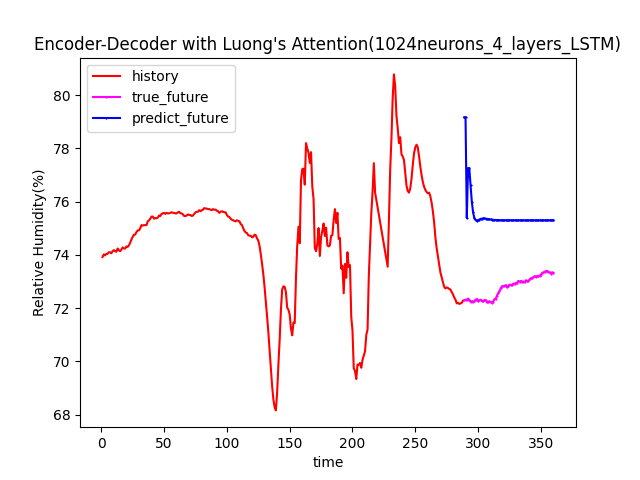 Encoder-Decoder with Luong's Attention(1024neurons_4_layers_LSTM)
history
true_future
predict_future
Relative Humidity(%)
80
78
76
74
72
70
68
0 50 100 150 200 250 300 350
time